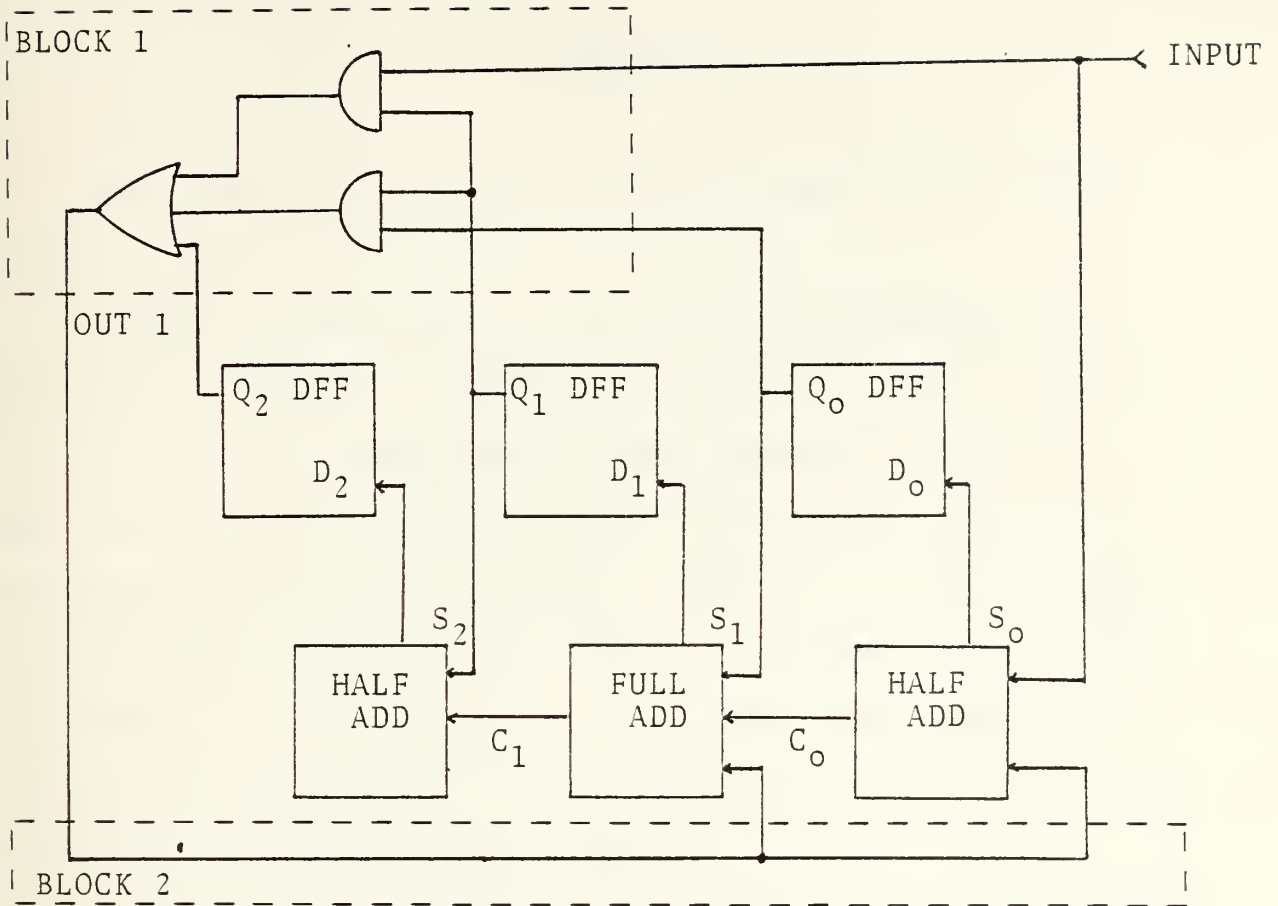 BLOCK 1
INPUT
OUT 1
Q2 DFF
D2
Q1 DFF
D1
Qo DFF
Do
S2
S1
So
HALF
ADD
FULL
ADD
HALF
ADD
C1
Co
BLOCK 2